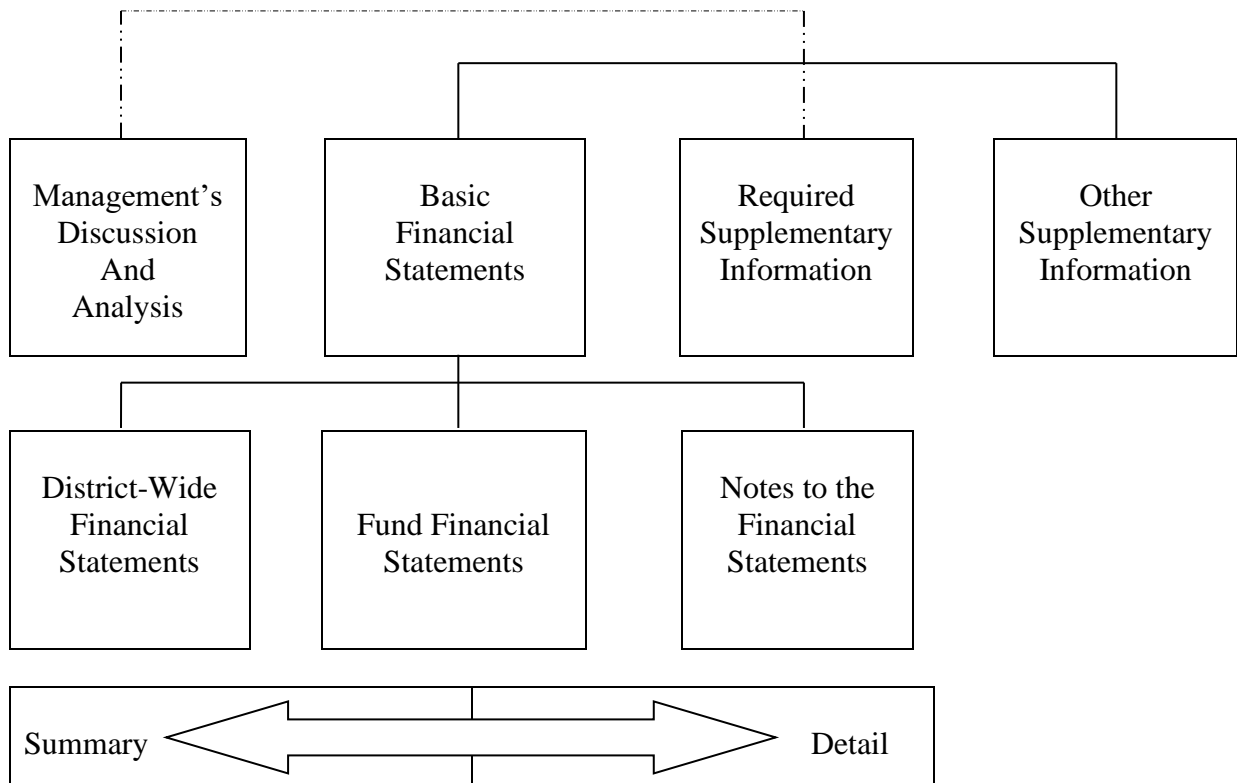 Management’s
Discussion
And
Analysis
Basic
Financial
Statements
Required
Supplementary
Information
Other
Supplementary
Information
District-Wide
Financial
Statements
Fund Financial
Statements
Notes to the
Financial
Statements
Summary
Detail